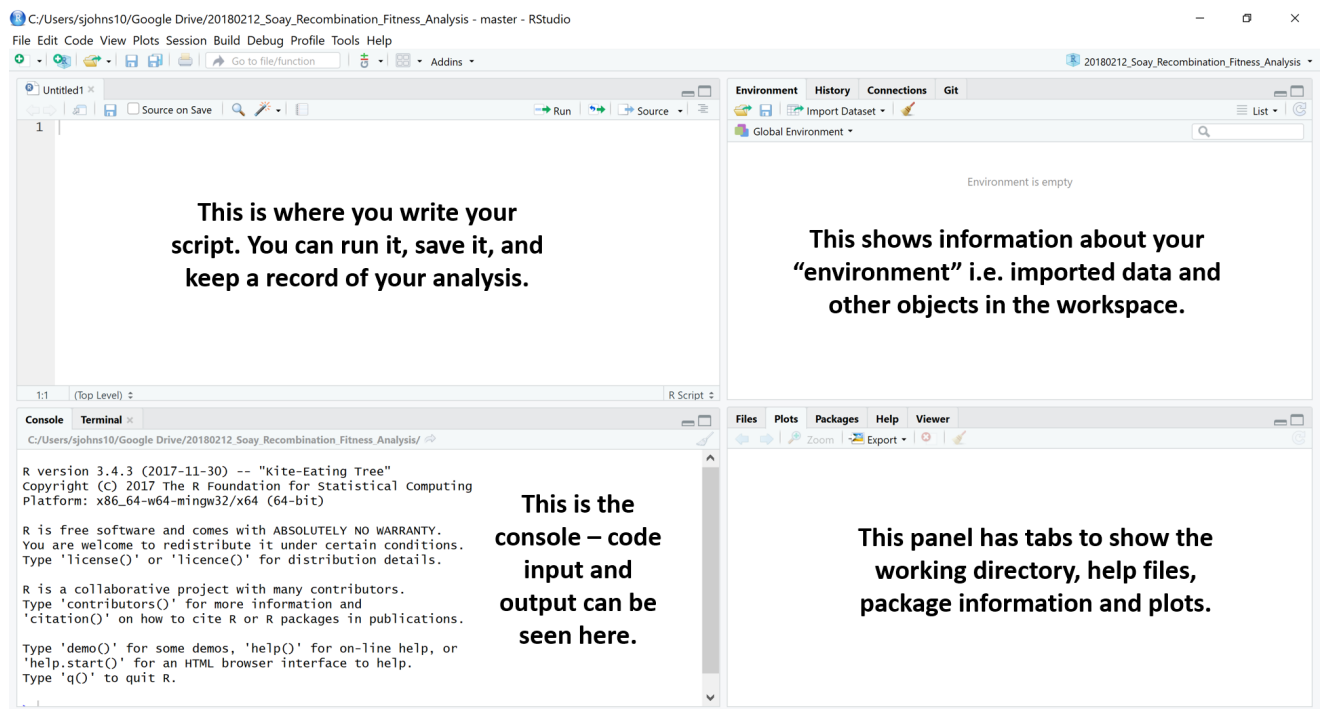 C:/Users/sjohns10/Google Drive/20180212_Soay_Recombination_Fitness_Analysis - master - RStudio
File Edit Code View Plots Session Build Debug Profile Tools Help
Go to file/function Addins 20180212_Soay_Recombination_Fitness_Analysis
Untitled1
Source on Save Run Source
1
This is where you write your
script. You can run it, save it, and
keep a record of your analysis.
1:1 (Top Level) R Script
Environment History Connections Git
Import Dataset List
Global Environment
Environment is empty
This shows information about your
“environment” i.e. imported data and
other objects in the workspace.
Console Terminal
C:/Users/sjohns10/Google Drive/20180212_Soay_Recombination_Fitness_Analysis/
R version 3.4.3 (2017-11-30) -- "Kite-Eating Tree"
Copyright (C) 2017 The R Foundation for Statistical Computing
Platform: x86_64-w64-mingw32/x64 (64-bit)
R is free software and comes with ABSOLUTELY NO WARRANTY.
You are welcome to redistribute it under certain conditions.
Type 'license()' or 'licence()' for distribution details.
R is a collaborative project with many contributors.
Type 'contributors()' for more information and
'citation()' on how to cite R or R packages in publications.
Type 'demo()' for some demos, 'help()' for on-line help, or
'help.start()' for an HTML browser interface to help.
Type 'q()' to quit R.
>
This is the
console – code
input and
output can be
seen here.
Files Plots Packages Help Viewer
Zoom Export
This panel has tabs to show the
working directory, help files,
package information and plots.